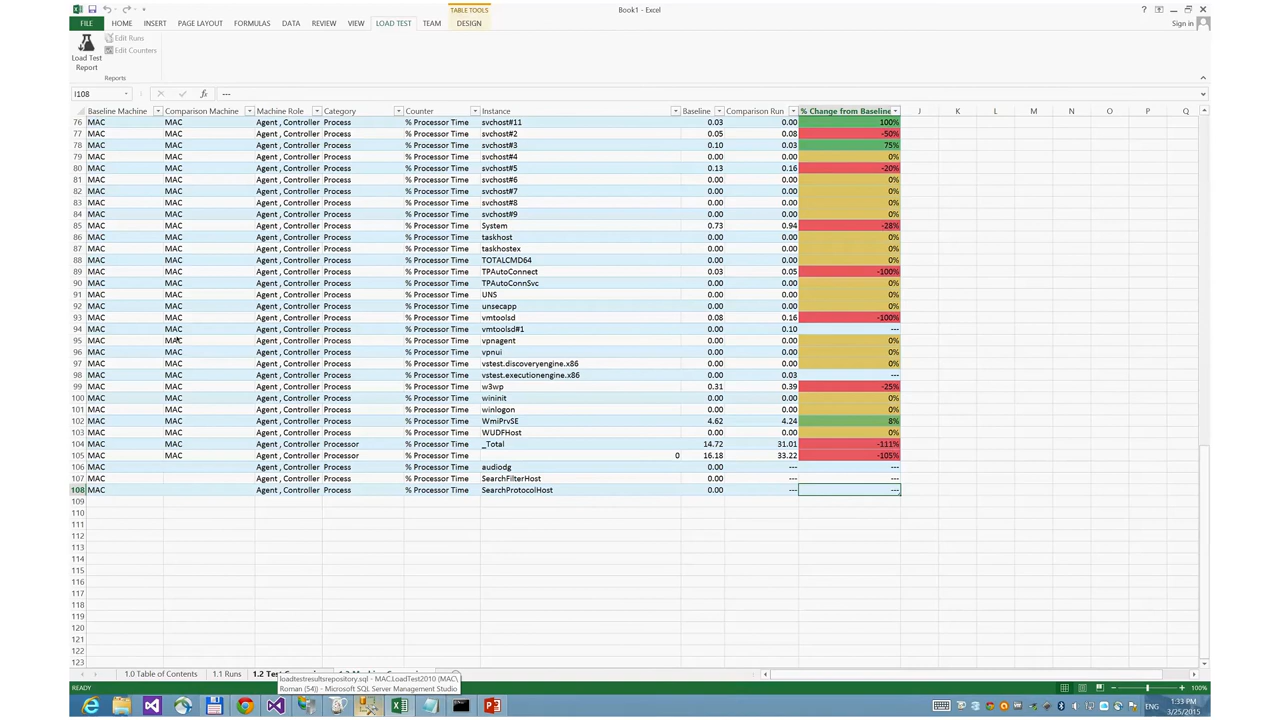 TABLE TOOLS
Book1 - Excel
FILE HOME INSERT PAGE LAYOUT FORMULAS DATA REVIEW VIEW LOAD TEST TEAM DESIGN
Sign in
Load Test Report
Edit Runs
Edit Counters
Reports
I108 fx ---
Baseline Machine Comparison Machine Machine Role Category Counter Instance Baseline Comparison Run % Change from Baseline J K L M N O P Q
76 MAC MAC Agent , Controller Process % Processor Time svchost#11 0.03 0.00 100%
77 MAC MAC Agent , Controller Process % Processor Time svchost#2 0.05 0.08 -50%
78 MAC MAC Agent , Controller Process % Processor Time svchost#3 0.10 0.03 75%
79 MAC MAC Agent , Controller Process % Processor Time svchost#4 0.00 0.00 0%
80 MAC MAC Agent , Controller Process % Processor Time svchost#5 0.13 0.16 -20%
81 MAC MAC Agent , Controller Process % Processor Time svchost#6 0.00 0.00 0%
82 MAC MAC Agent , Controller Process % Processor Time svchost#7 0.00 0.00 0%
83 MAC MAC Agent , Controller Process % Processor Time svchost#8 0.00 0.00 0%
84 MAC MAC Agent , Controller Process % Processor Time svchost#9 0.00 0.00 0%
85 MAC MAC Agent , Controller Process % Processor Time System 0.73 0.94 -28%
86 MAC MAC Agent , Controller Process % Processor Time taskhost 0.00 0.00 0%
87 MAC MAC Agent , Controller Process % Processor Time taskhostex 0.00 0.00 0%
88 MAC MAC Agent , Controller Process % Processor Time TOTALCMD64 0.00 0.00 0%
89 MAC MAC Agent , Controller Process % Processor Time TPAutoConnect 0.03 0.05 -100%
90 MAC MAC Agent , Controller Process % Processor Time TPAutoConnSvc 0.00 0.00 0%
91 MAC MAC Agent , Controller Process % Processor Time UNS 0.00 0.00 0%
92 MAC MAC Agent , Controller Process % Processor Time unsecapp 0.00 0.00 0%
93 MAC MAC Agent , Controller Process % Processor Time vmtoolsd 0.08 0.16 -100%
94 MAC MAC Agent , Controller Process % Processor Time vmtoolsd#1 0.00 0.10 ---
95 MAC MAC Agent , Controller Process % Processor Time vpnagent 0.00 0.00 0%
96 MAC MAC Agent , Controller Process % Processor Time vpnui 0.00 0.00 0%
97 MAC MAC Agent , Controller Process % Processor Time vstest.discoveryengine.x86 0.00 0.00 0%
98 MAC MAC Agent , Controller Process % Processor Time vstest.executionengine.x86 0.00 0.03 ---
99 MAC MAC Agent , Controller Process % Processor Time w3wp 0.31 0.39 -25%
100 MAC MAC Agent , Controller Process % Processor Time wininit 0.00 0.00 0%
101 MAC MAC Agent , Controller Process % Processor Time winlogon 0.00 0.00 0%
102 MAC MAC Agent , Controller Process % Processor Time WmiPrvSE 4.62 4.24 8%
103 MAC MAC Agent , Controller Process % Processor Time WUDFHost 0.00 0.00 0%
104 MAC MAC Agent , Controller Processor % Processor Time _Total 14.72 31.01 -111%
105 MAC MAC Agent , Controller Processor % Processor Time 0 16.18 33.22 -105%
106 MAC Agent , Controller Process % Processor Time audiodg 0.00 --- ---
107 MAC Agent , Controller Process % Processor Time SearchFilterHost 0.00 --- ---
108 MAC Agent , Controller Process % Processor Time SearchProtocolHost 0.00 --- ---
109
110
111
112
113
114
115
116
117
118
119
120
121
122
123
1.0 Table of Contents 1.1 Runs 1.2 Test
loadtestresultsrepository.sql - MAC.LoadTest2010 (MAC\
Roman (54)) - Microsoft SQL Server Management Studio
READY 100%
ENG 1:33 PM
3/25/2015